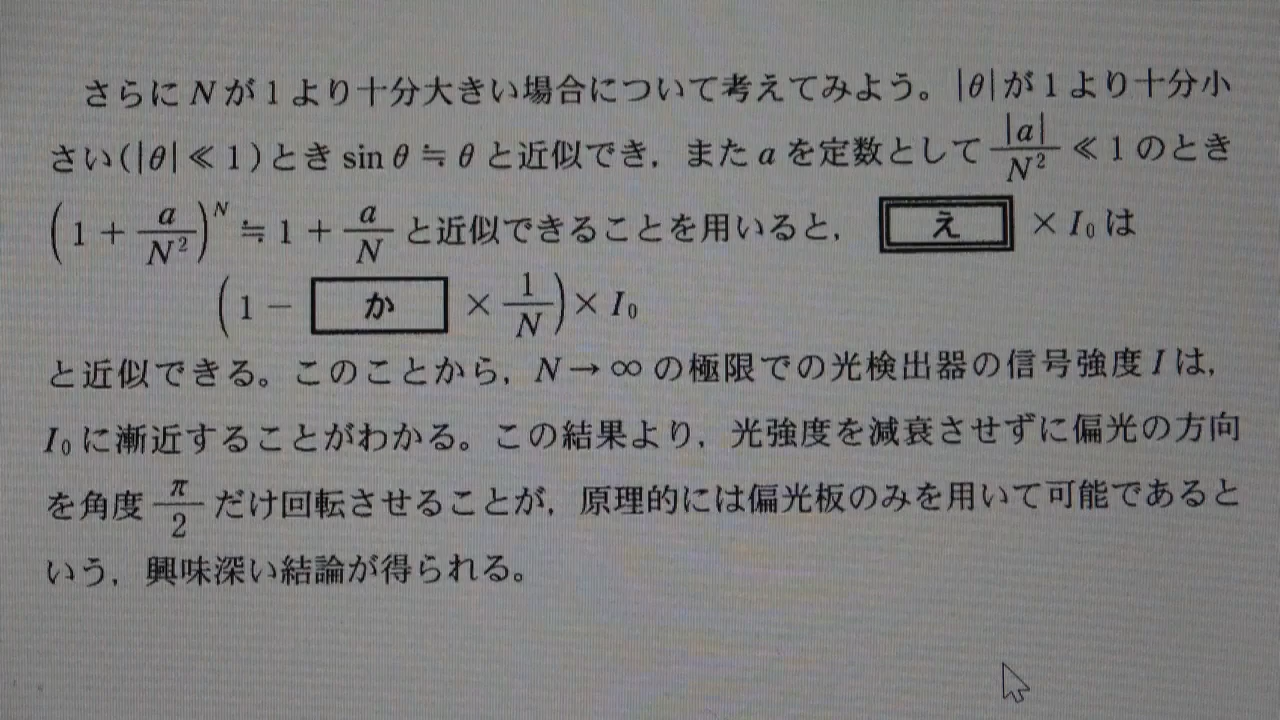 さらにNが1より十分大きい場合について考えてみよう。|θ|が1より十分小
さい(|θ|≪1)とき sin θ≒θ と近似でき，またaを定数として |a|/N² ≪1のとき
(1 + a/N²)^N ≒ 1 + a/N と近似できることを用いると， え × I₀ は
(1 − か × 1/N) × I₀
と近似できる。このことから，N→∞の極限での光検出器の信号強度Iは，
I₀に漸近することがわかる。この結果より，光強度を減衰させずに偏光の方向
を角度 π/2 だけ回転させることが，原理的には偏光板のみを用いて可能であると
いう，興味深い結論が得られる。